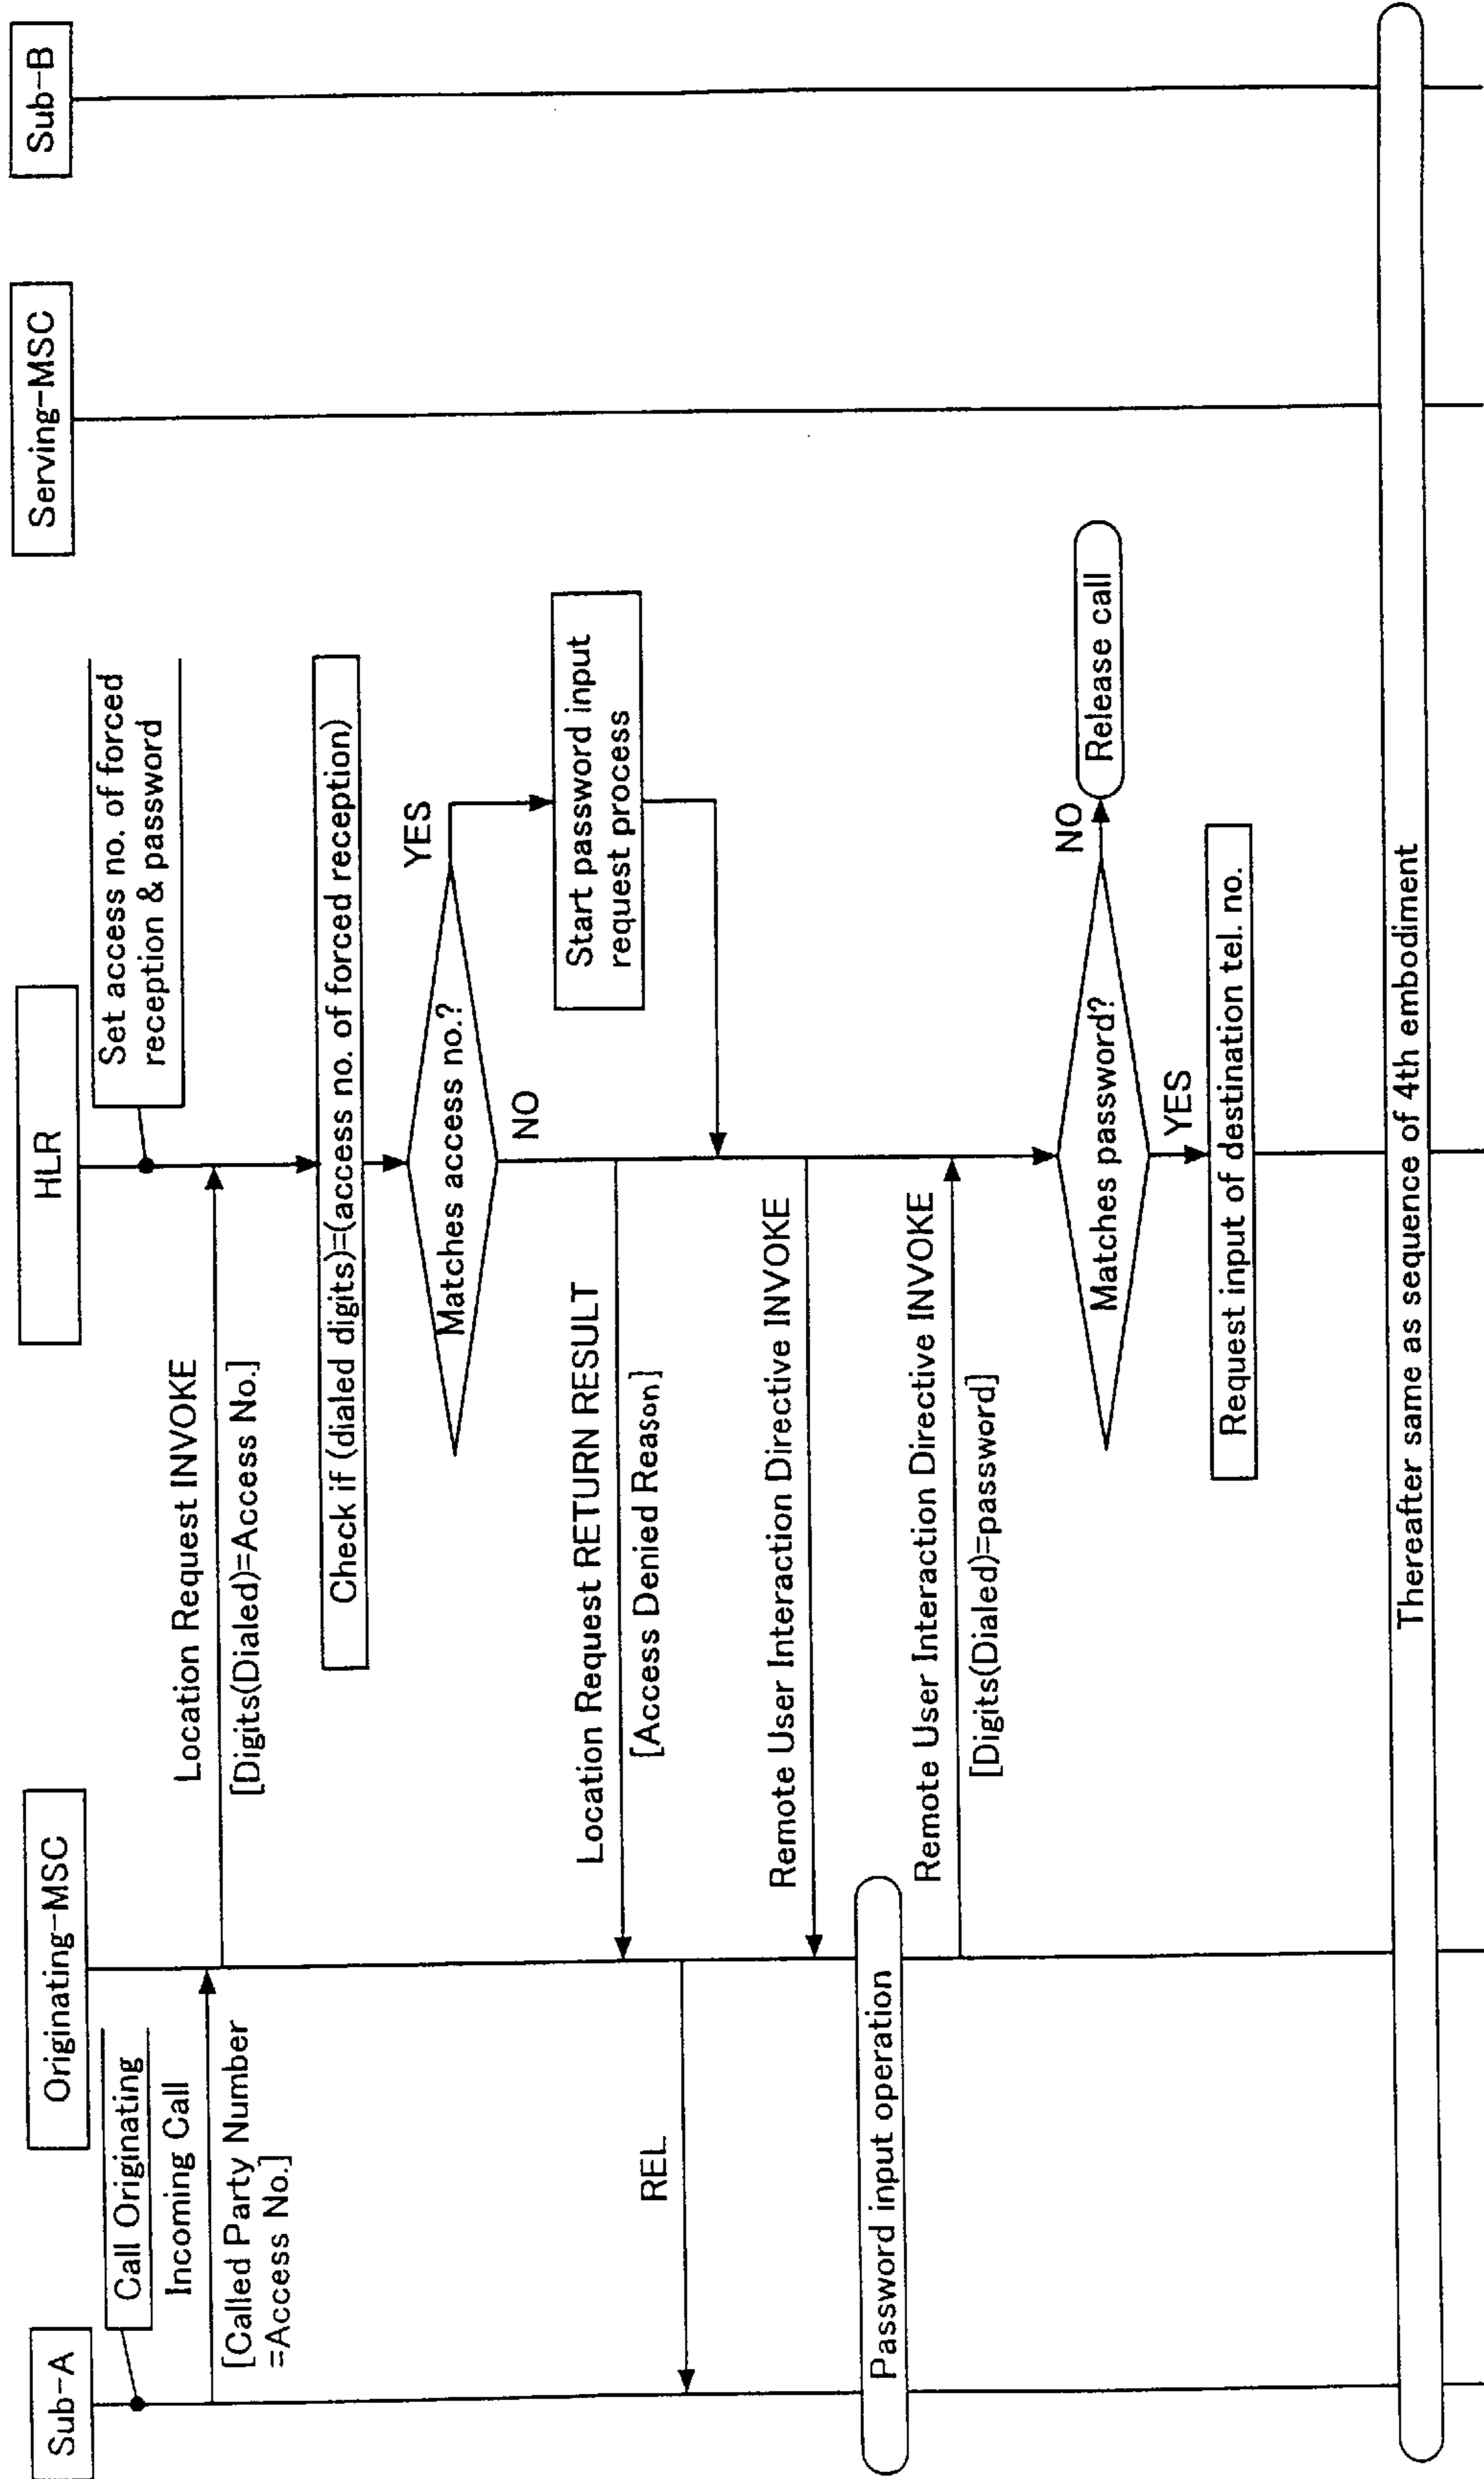 Sub-A
Originating-MSC
HLR
Serving-MSC
Sub-B
Call Originating
Set access no. of forced
reception & password
Incoming Call
[Called Party Number
=Access No.]
Location Request INVOKE
[Digits(Dialed)=Access No.]
Check if (dialed digits)=(access no. of forced reception)
Matches access no.?
YES
NO
Start password input
request process
Location Request RETURN RESULT
[Access Denied Reason]
REL
Remote User Interaction Directive INVOKE
Password input operation
Remote User Interaction Directive INVOKE
[Digits(Dialed)=password]
Matches password?
NO
Release call
YES
Request input of destination tel. no.
Thereafter same as sequence of 4th embodiment